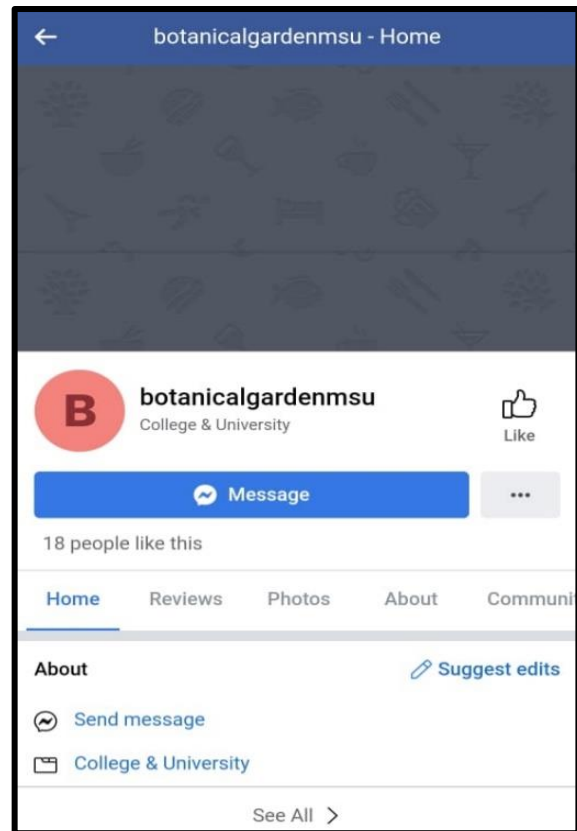 botanicalgardenmsu - Home
B
botanicalgardenmsu
College & University
Like
Message
18 people like this
Home Reviews Photos About Communi
About Suggest edits
Send message
College & University
See All